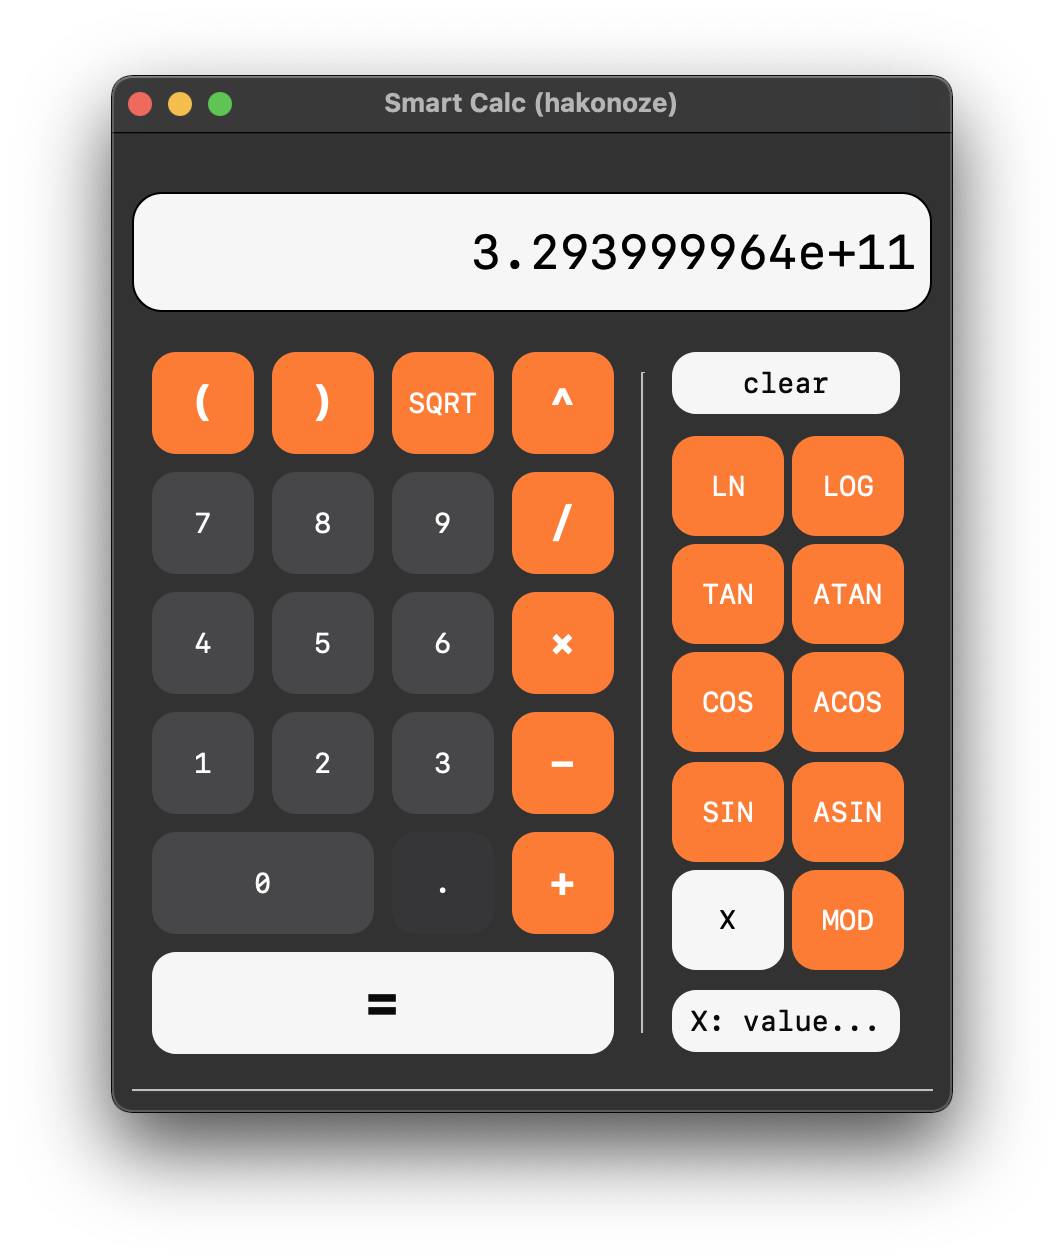 Smart Calc (hakonoze)
3.293999964e+11
( ) SQRT ^
7 8 9 /
4 5 6 ×
1 2 3 −
0 . +
=
clear
LN LOG
TAN ATAN
COS ACOS
SIN ASIN
X MOD
X: value...